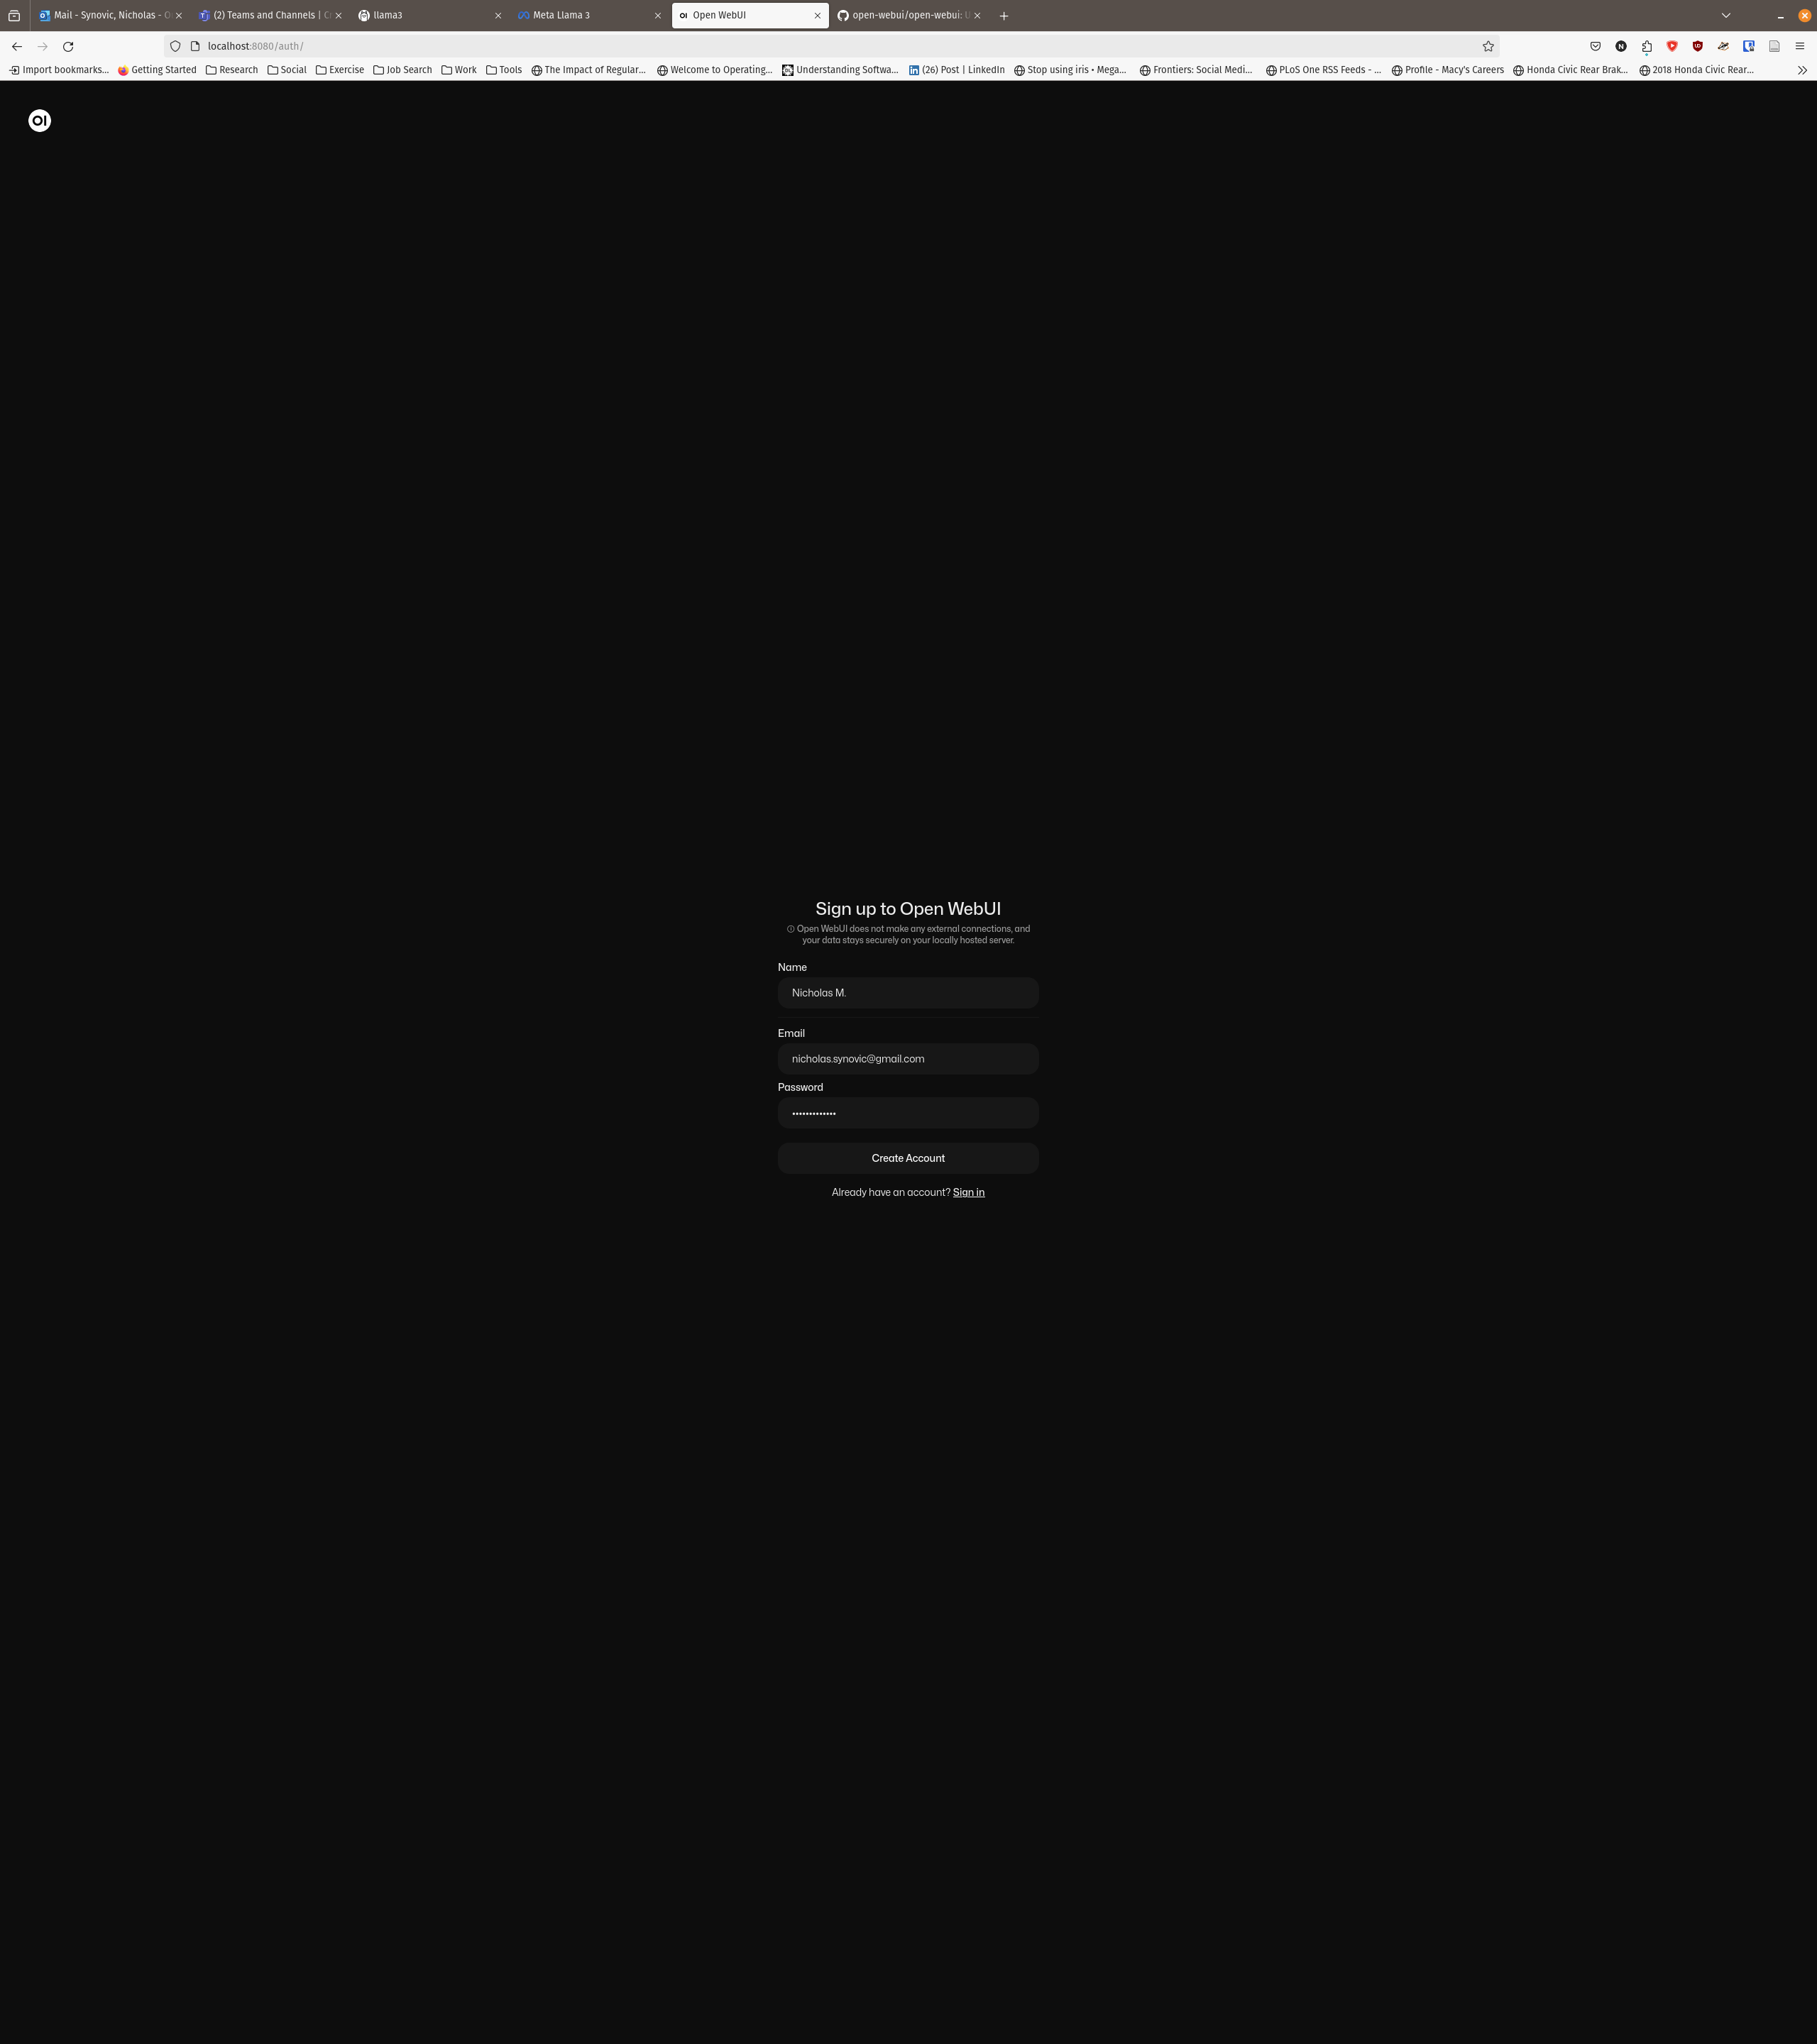 Mail - Synovic, Nicholas - O
(2) Teams and Channels | C
llama3
Meta Llama 3
OI Open WebUI
open-webui/open-webui: U
localhost:8080/auth/
Import bookmarks...
Getting Started
Research
Social
Exercise
Job Search
Work
Tools
The Impact of Regular...
Welcome to Operating...
Understanding Softwa...
(26) Post | LinkedIn
Stop using iris • Mega...
Frontiers: Social Medi...
PLoS One RSS Feeds - ...
Profile - Macy's Careers
Honda Civic Rear Brak...
2018 Honda Civic Rear...
OI
Sign up to Open WebUI
Open WebUI does not make any external connections, and
your data stays securely on your locally hosted server.
Name
Nicholas M.
Email
nicholas.synovic@gmail.com
Password
•••••••••••••
Create Account
Already have an account? Sign in